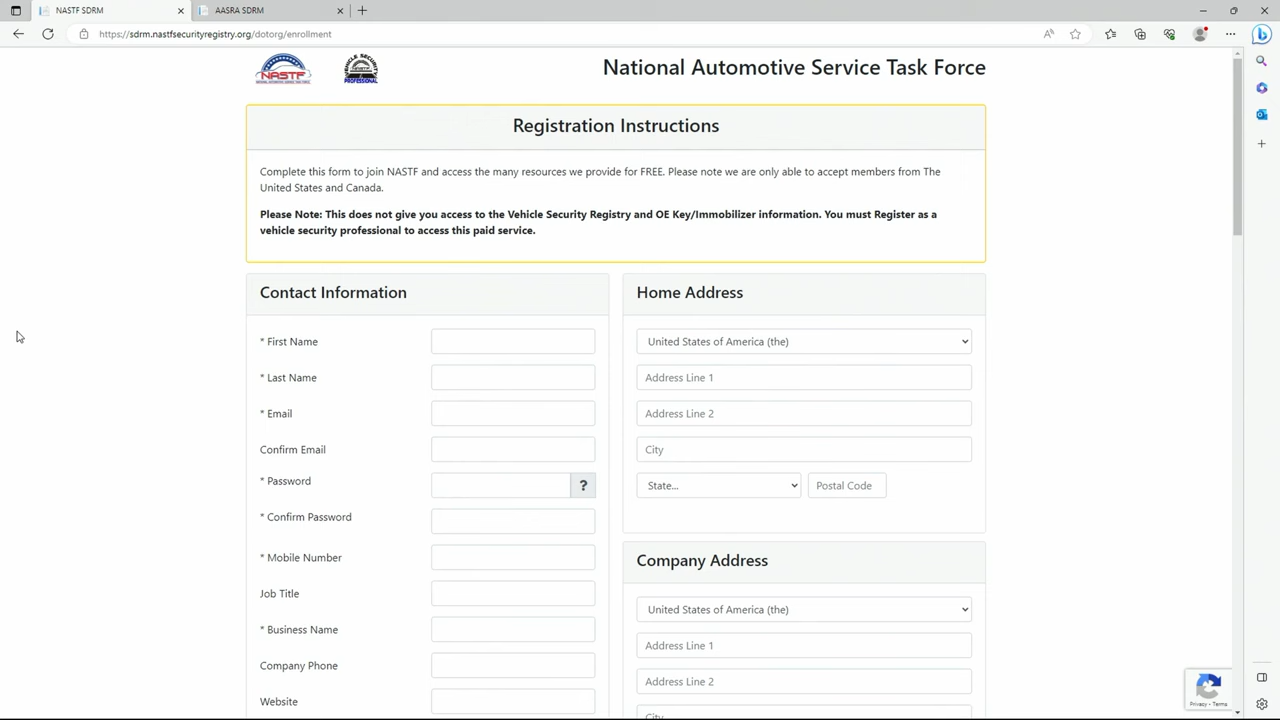 NASTF SDRM
AASRA SDRM
https://sdrm.nastfsecurityregistry.org/dotorg/enrollment
NASTF
VEHICLE SECURITY
PROFESSIONAL
National Automotive Service Task Force
Registration Instructions
Complete this form to join NASTF and access the many resources we provide for FREE. Please note we are only able to accept members from The
United States and Canada.
Please Note: This does not give you access to the Vehicle Security Registry and OE Key/Immobilizer information. You must Register as a
vehicle security professional to access this paid service.
Contact Information
* First Name
* Last Name
* Email
Confirm Email
* Password
?
* Confirm Password
* Mobile Number
Job Title
* Business Name
Company Phone
Website
Home Address
United States of America (the)
Address Line 1
Address Line 2
City
State...
Postal Code
Company Address
United States of America (the)
Address Line 1
Address Line 2
City
Privacy - Terms